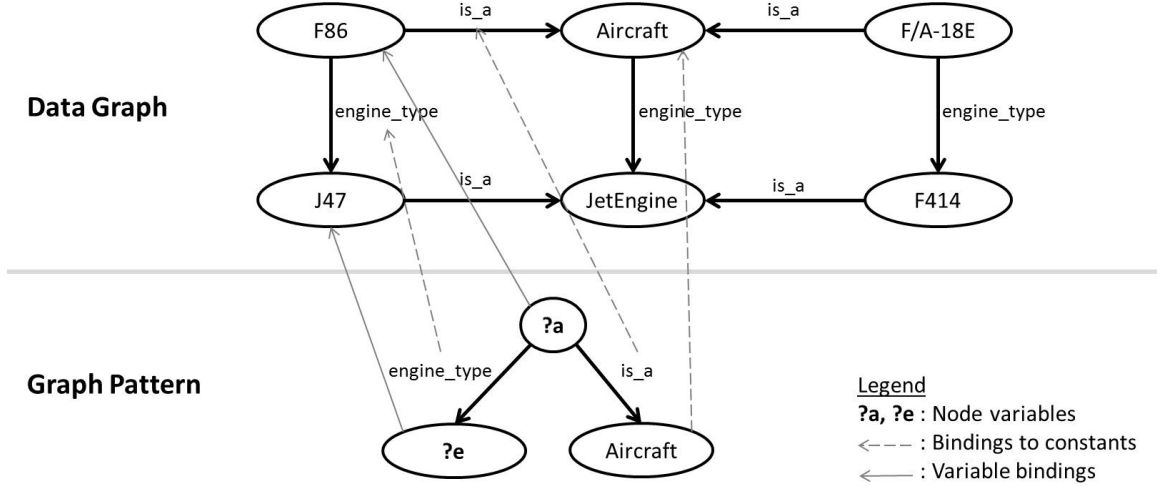 is_a
is_a
F86
Aircraft
F/A-18E
Data Graph
engine_type
engine_type
engine_type
is_a
is_a
J47
JetEngine
F414
?a
engine_type
is_a
Graph Pattern
Legend
?a, ?e : Node variables
?e
Aircraft
: Bindings to constants
: Variable bindings